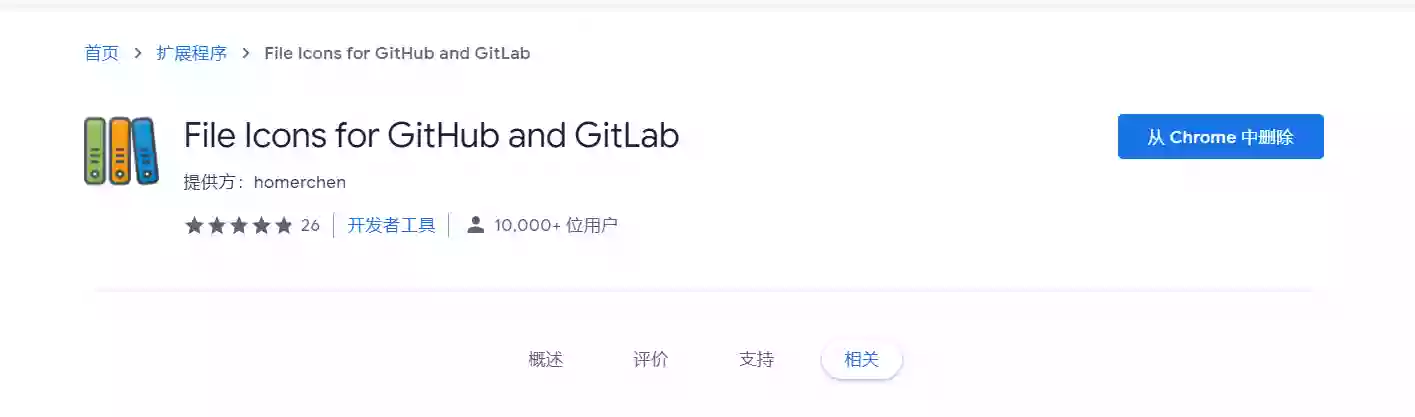 首页 > 扩展程序 > File Icons for GitHub and GitLab
File Icons for GitHub and GitLab
从 Chrome 中删除
提供方：homerchen
26 开发者工具 10,000+ 位用户
概述 评价 支持 相关